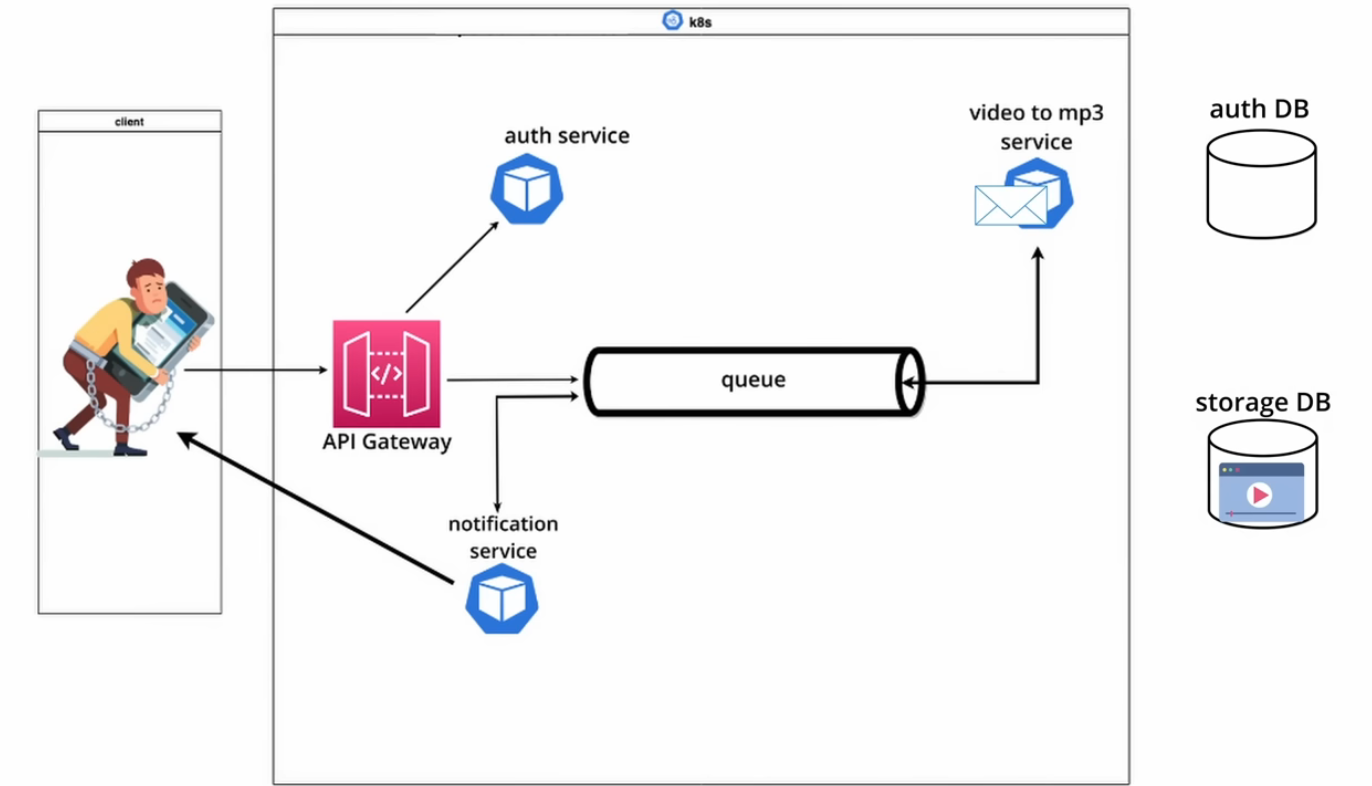 k8s
client
auth service
video to mp3
service
auth DB
</>
API Gateway
queue
storage DB
notification
service